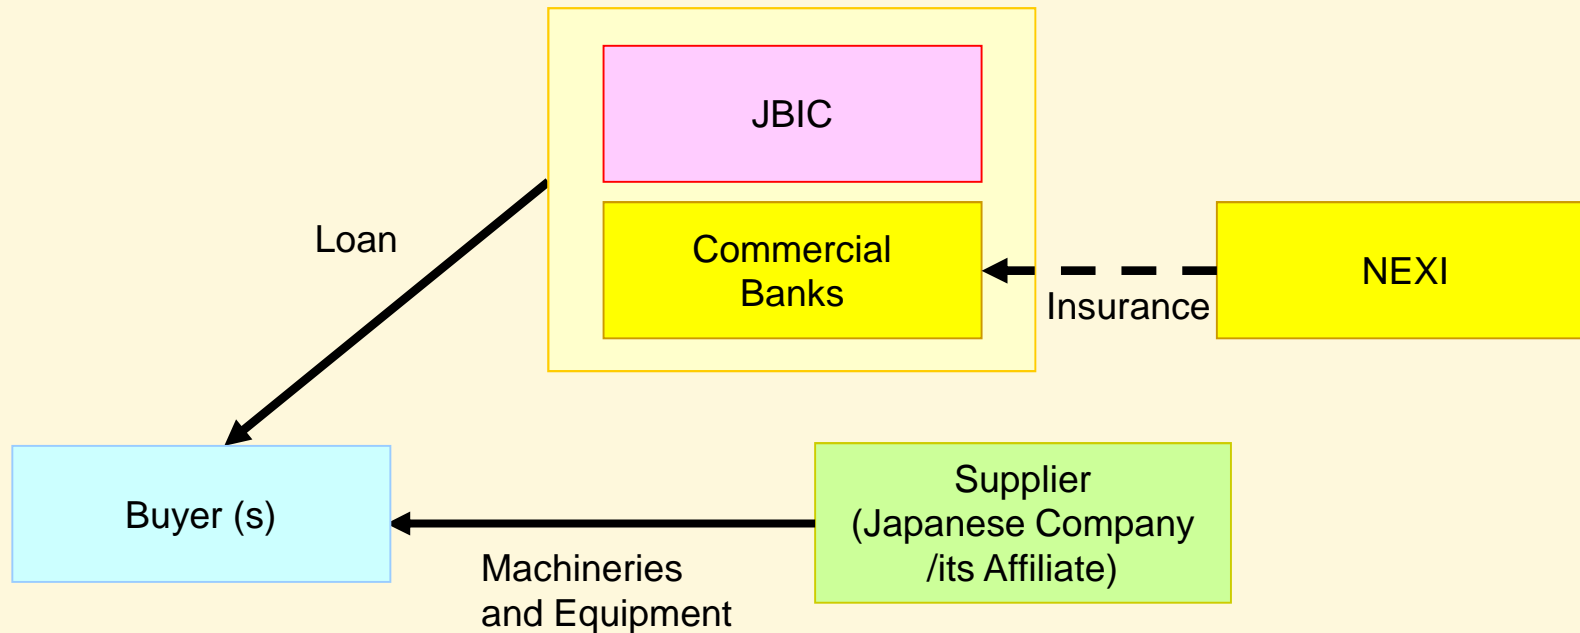 JBIC
Loan
Commercial
Banks
NEXI
Insurance
Buyer (s)
Supplier
(Japanese Company
/its Affiliate)
Machineries
and Equipment